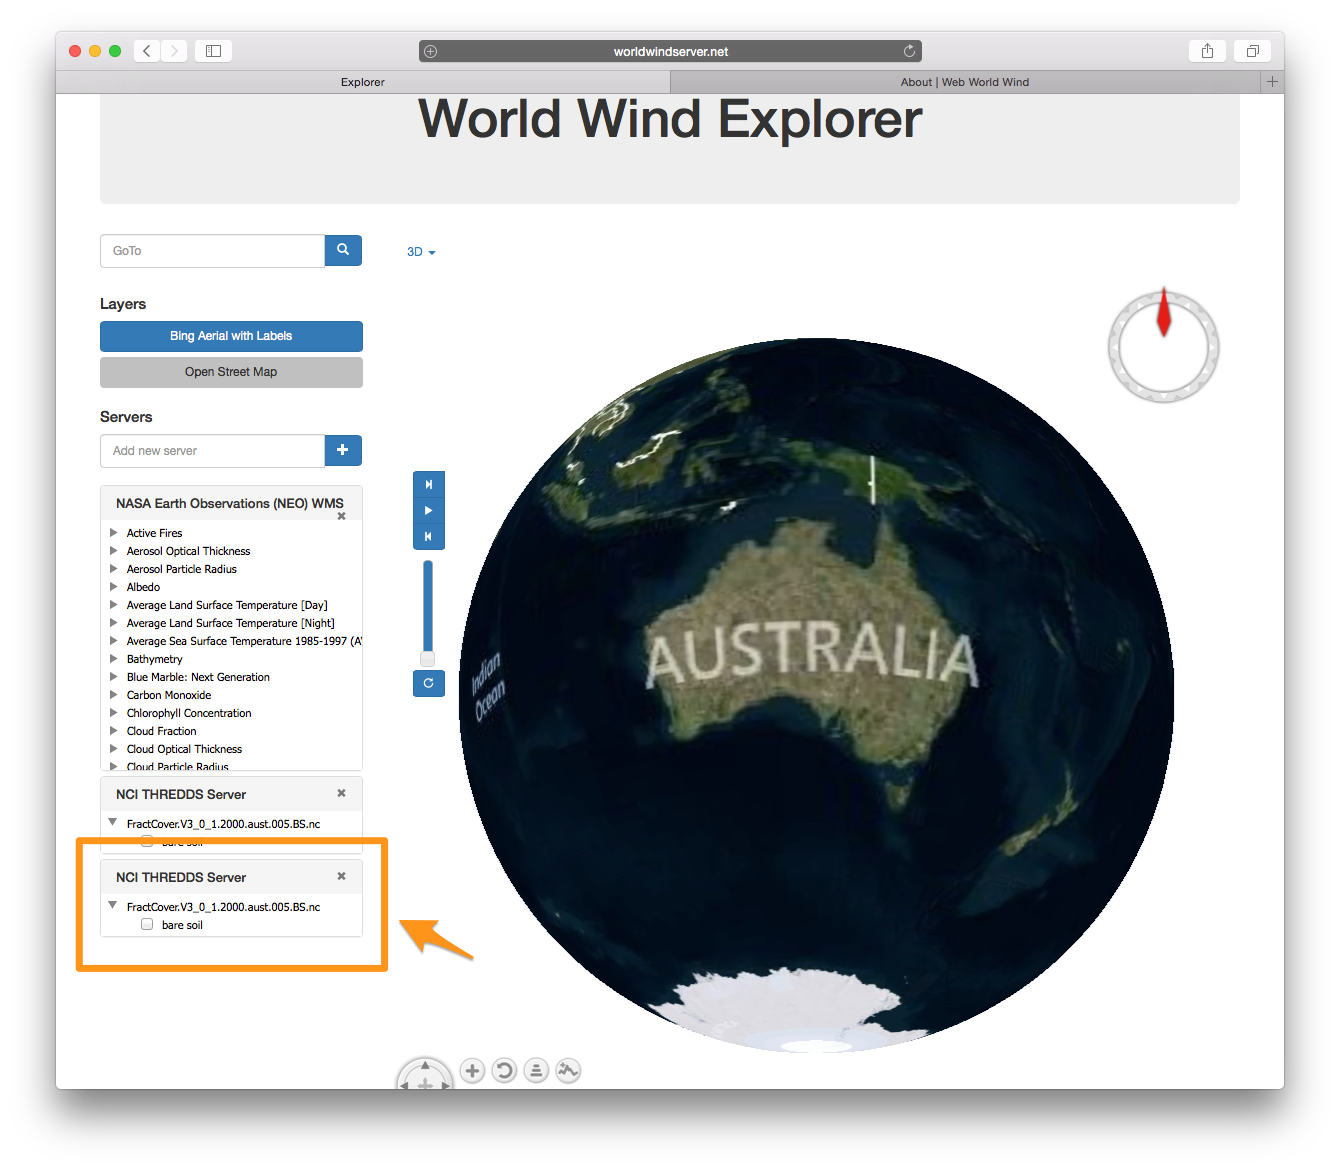 worldwindserver.net
Explorer
About | Web World Wind
World Wind Explorer
GoTo
3D
Layers
Bing Aerial with Labels
Open Street Map
Servers
Add new server
NASA Earth Observations (NEO) WMS
Active Fires
Aerosol Optical Thickness
Aerosol Particle Radius
Albedo
Average Land Surface Temperature [Day]
Average Land Surface Temperature [Night]
Average Sea Surface Temperature 1985-1997 (A
Bathymetry
Blue Marble: Next Generation
Carbon Monoxide
Chlorophyll Concentration
Cloud Fraction
Cloud Optical Thickness
Cloud Particle Radius
NCI THREDDS Server
FractCover.V3_0_1.2000.aust.005.BS.nc
bare soil
NCI THREDDS Server
FractCover.V3_0_1.2000.aust.005.BS.nc
bare soil
AUSTRALIA
Indian
Ocean